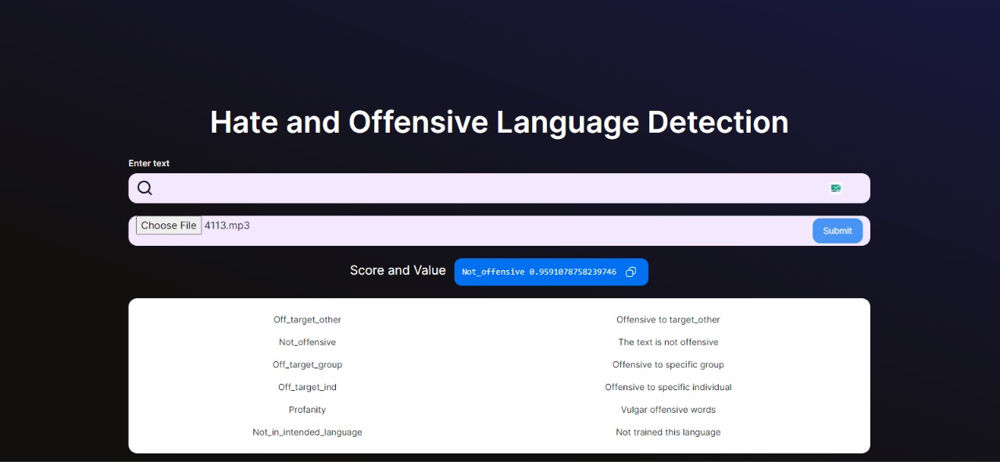 Hate and Offensive Language Detection
Enter text
Choose File 4113.mp3
Submit
Score and Value Not_offensive 0.9591078758239746
Off_target_other Offensive to target_other
Not_offensive The text is not offensive
Off_target_group Offensive to specific group
Off_target_ind Offensive to specific individual
Profanity Vulgar offensive words
Not_in_intended_language Not trained this language